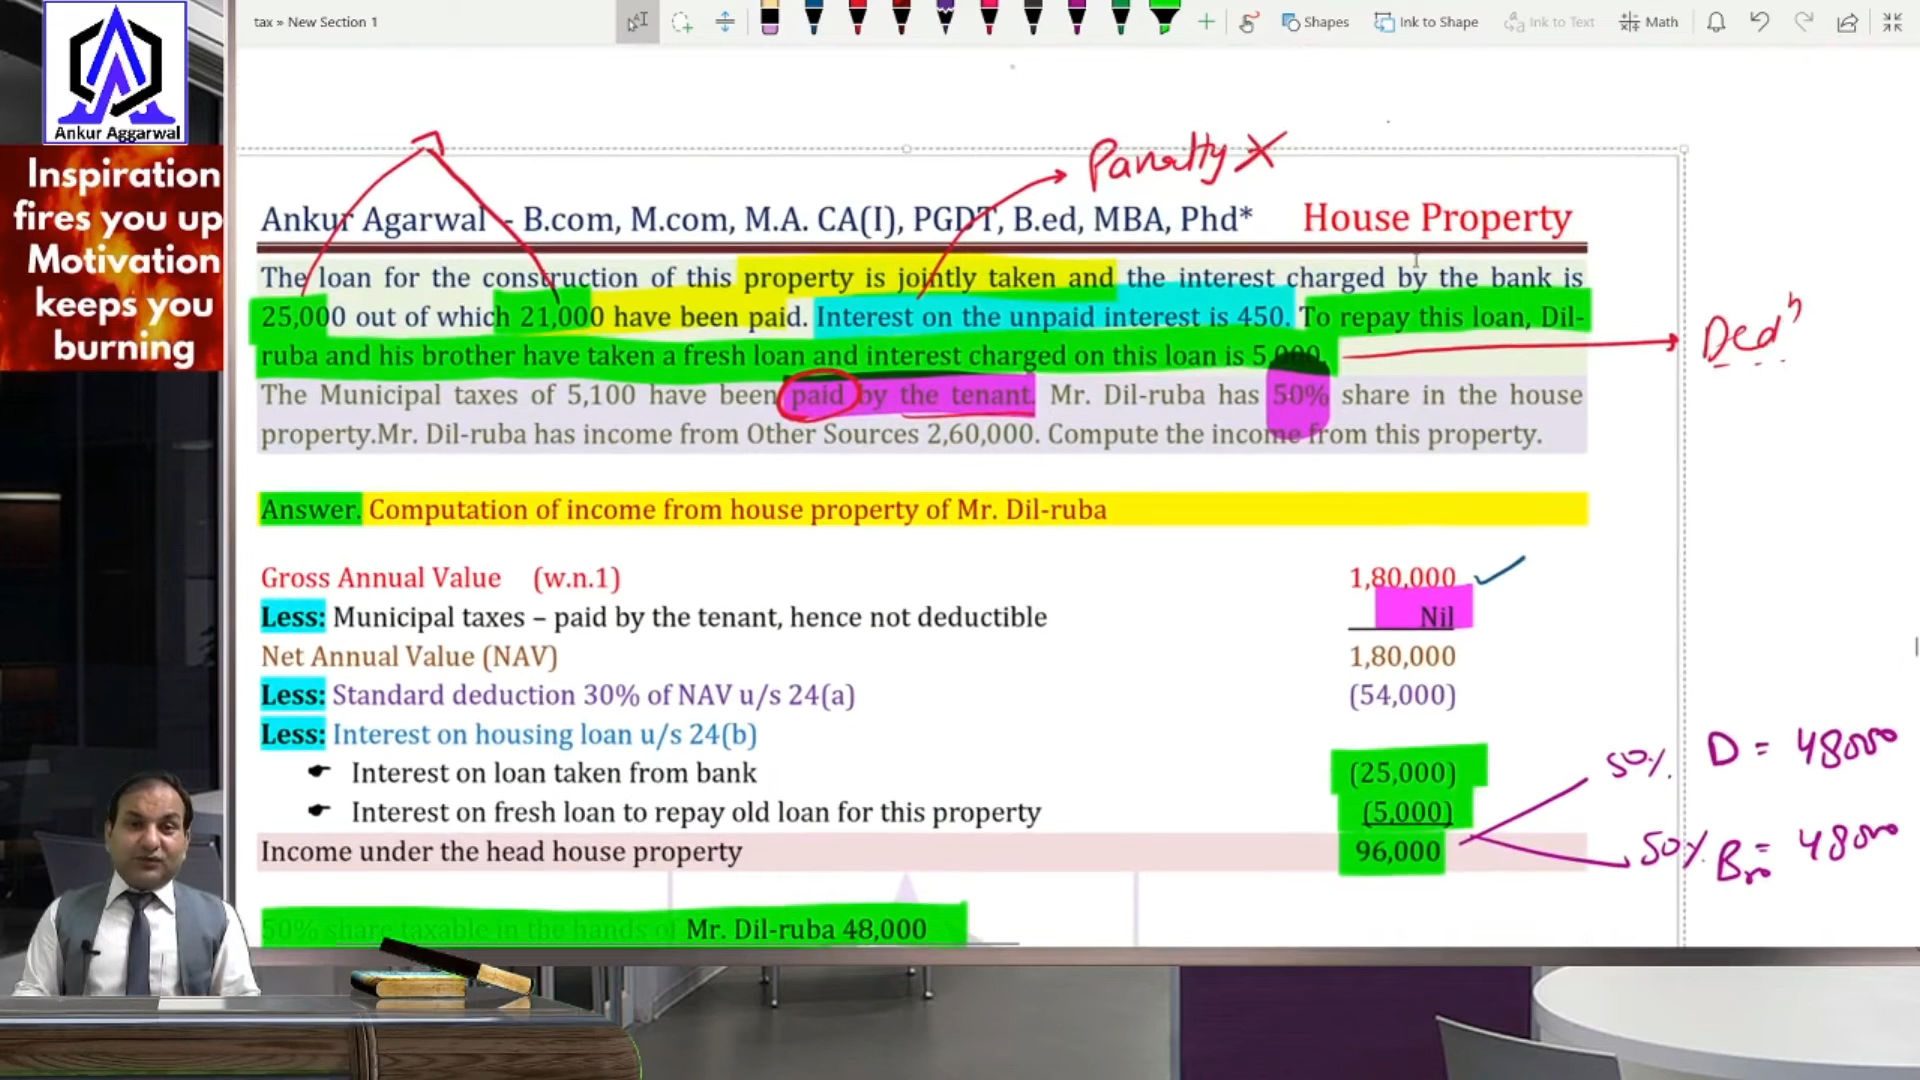 tax » New Section 1
Shapes
Ink to Shape
Ink to Text
Math
Ankur Aggarwal
Inspiration
fires you up
Motivation
keeps you
burning
Panalty X
Ankur Agarwal - B.com, M.com, M.A. CA(I), PGDT, B.ed, MBA, Phd* House Property
The loan for the construction of this property is jointly taken and the interest charged by the bank is
25,000 out of which 21,000 have been paid. Interest on the unpaid interest is 450. To repay this loan, Dil-
ruba and his brother have taken a fresh loan and interest charged on this loan is 5,000.
Ded^n
The Municipal taxes of 5,100 have been paid by the tenant. Mr. Dil-ruba has 50% share in the house
property.Mr. Dil-ruba has income from Other Sources 2,60,000. Compute the income from this property.
Answer. Computation of income from house property of Mr. Dil-ruba
Gross Annual Value (w.n.1) 1,80,000
Less: Municipal taxes – paid by the tenant, hence not deductible Nil
Net Annual Value (NAV) 1,80,000
Less: Standard deduction 30% of NAV u/s 24(a) (54,000)
Less: Interest on housing loan u/s 24(b)
Interest on loan taken from bank (25,000)
Interest on fresh loan to repay old loan for this property (5,000)
Income under the head house property 96,000
50% D = 48000
50% Bro = 48000
50% share taxable in the hands of Mr. Dil-ruba 48,000